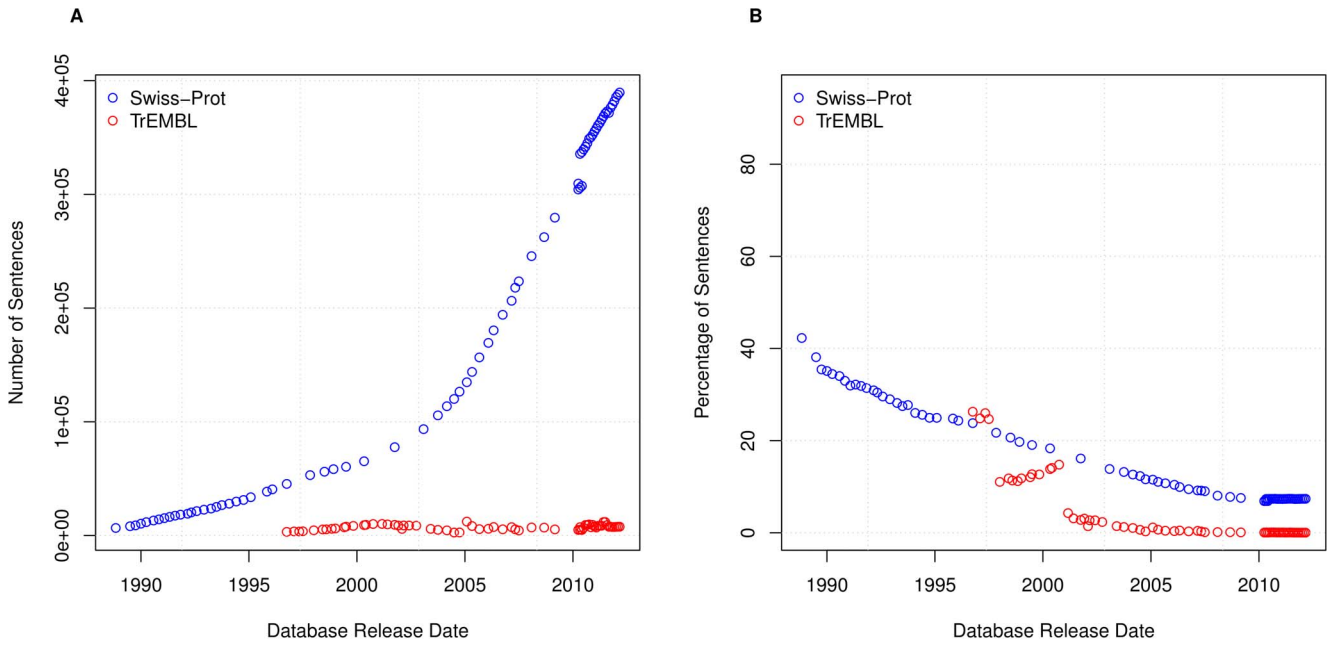 A
Number of Sentences
4e+05
3e+05
2e+05
1e+05
0e+00
Swiss−Prot
TrEMBL
1990 1995 2000 2005 2010
Database Release Date
B
Percentage of Sentences
80
60
40
20
0
Swiss−Prot
TrEMBL
1990 1995 2000 2005 2010
Database Release Date